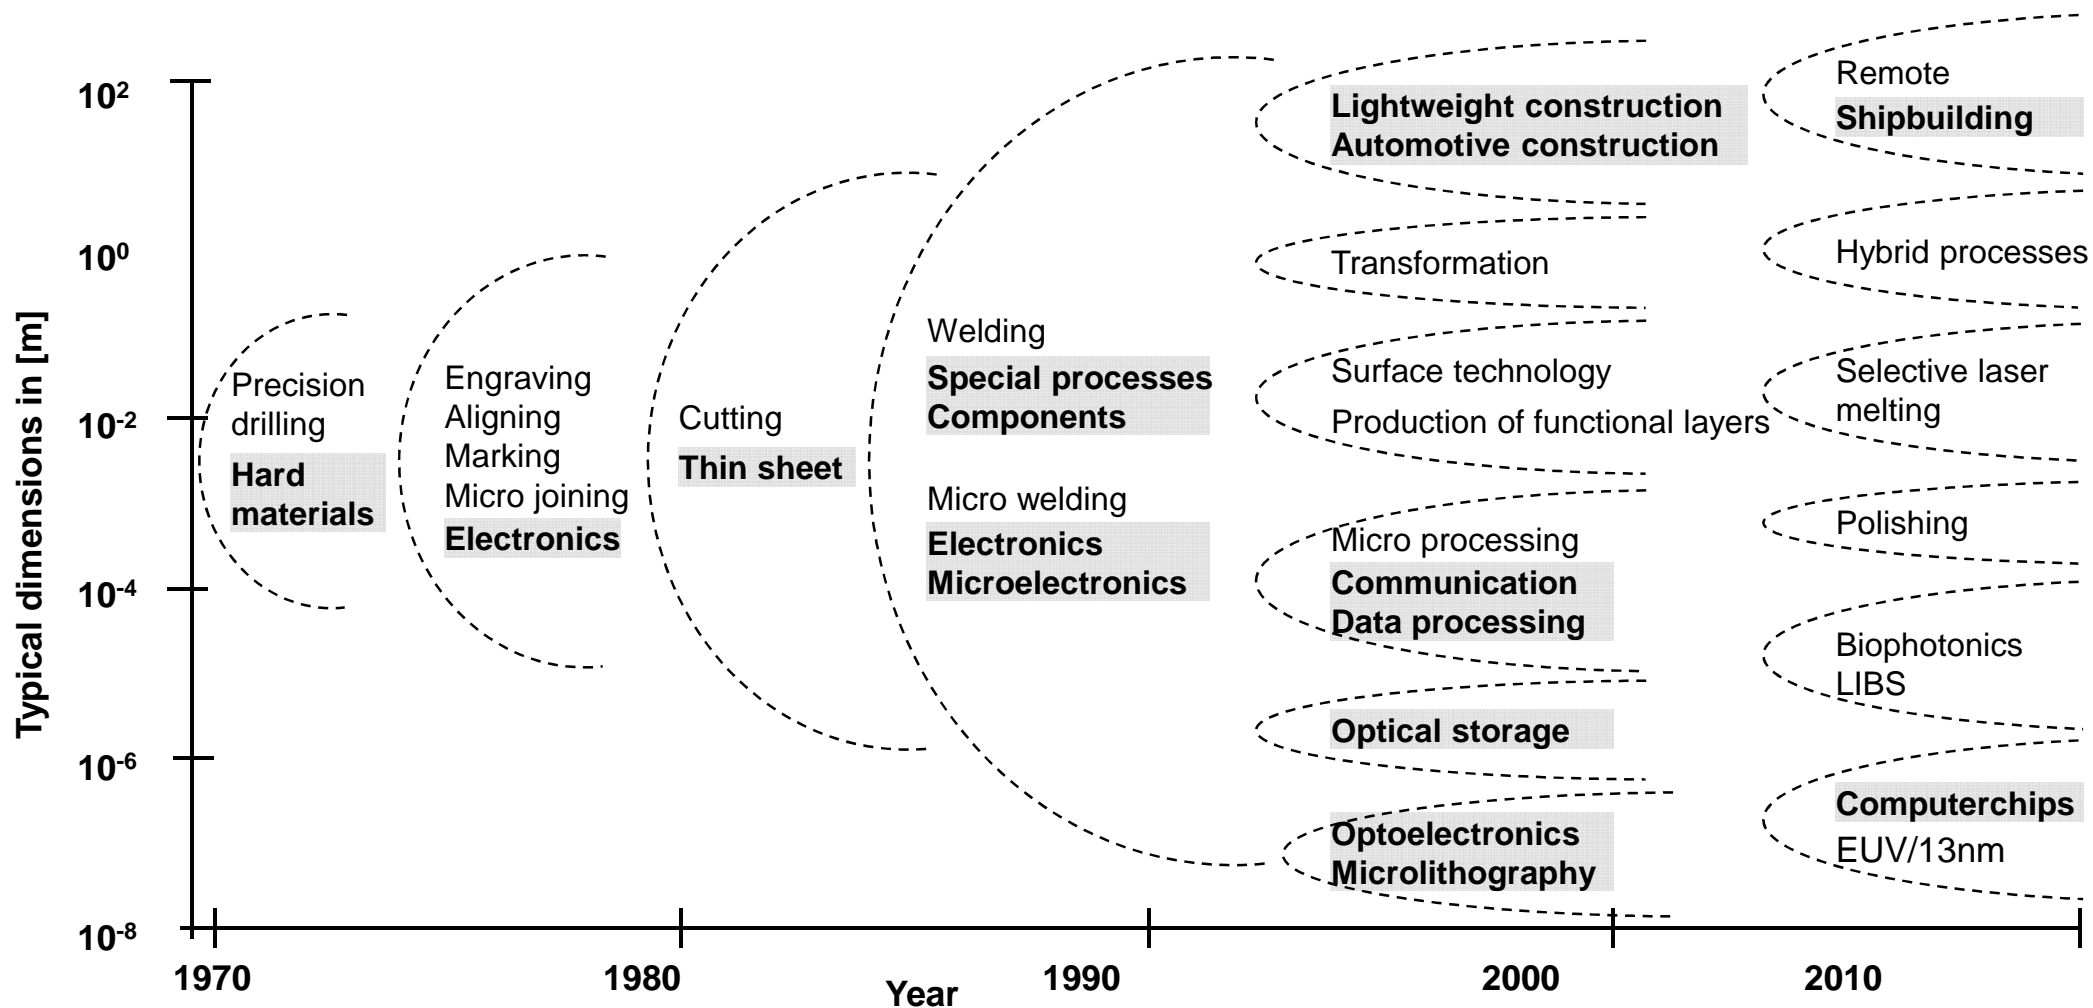 Typical dimensions in [m]
10²
10⁰
10⁻²
10⁻⁴
10⁻⁶
10⁻⁸
Precision
drilling
Hard
materials
Engraving
Aligning
Marking
Micro joining
Electronics
Cutting
Thin sheet
Welding
Special processes
Components
Micro welding
Electronics
Microelectronics
Lightweight construction
Automotive construction
Transformation
Surface technology
Production of functional layers
Micro processing
Communication
Data processing
Optical storage
Optoelectronics
Microlithography
Remote
Shipbuilding
Hybrid processes
Selective laser
melting
Polishing
Biophotonics
LIBS
Computerchips
EUV/13nm
1970
1980
1990
2000
2010
Year